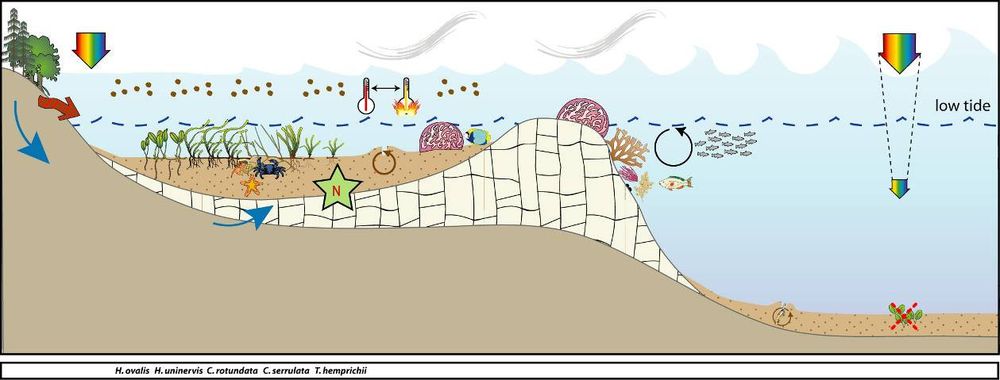 low tide
N
H. ovalis H. uninervis C. rotundata C. serrulata T. hemprichii